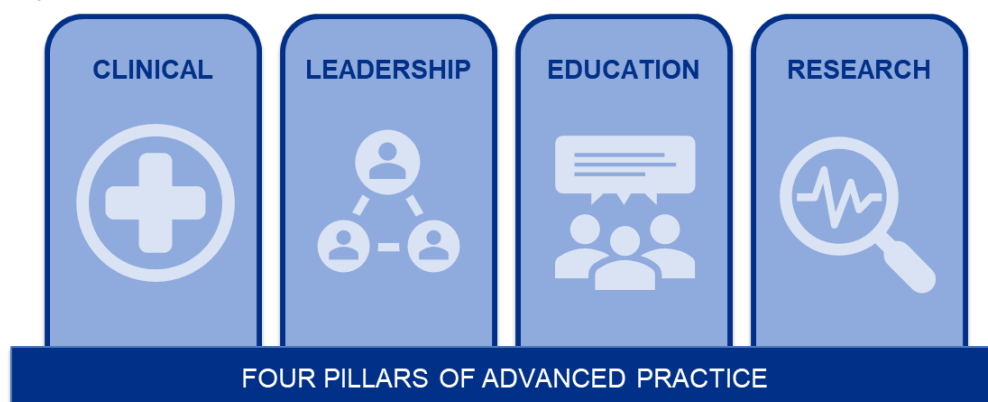 CLINICAL
LEADERSHIP
EDUCATION
RESEARCH
FOUR PILLARS OF ADVANCED PRACTICE